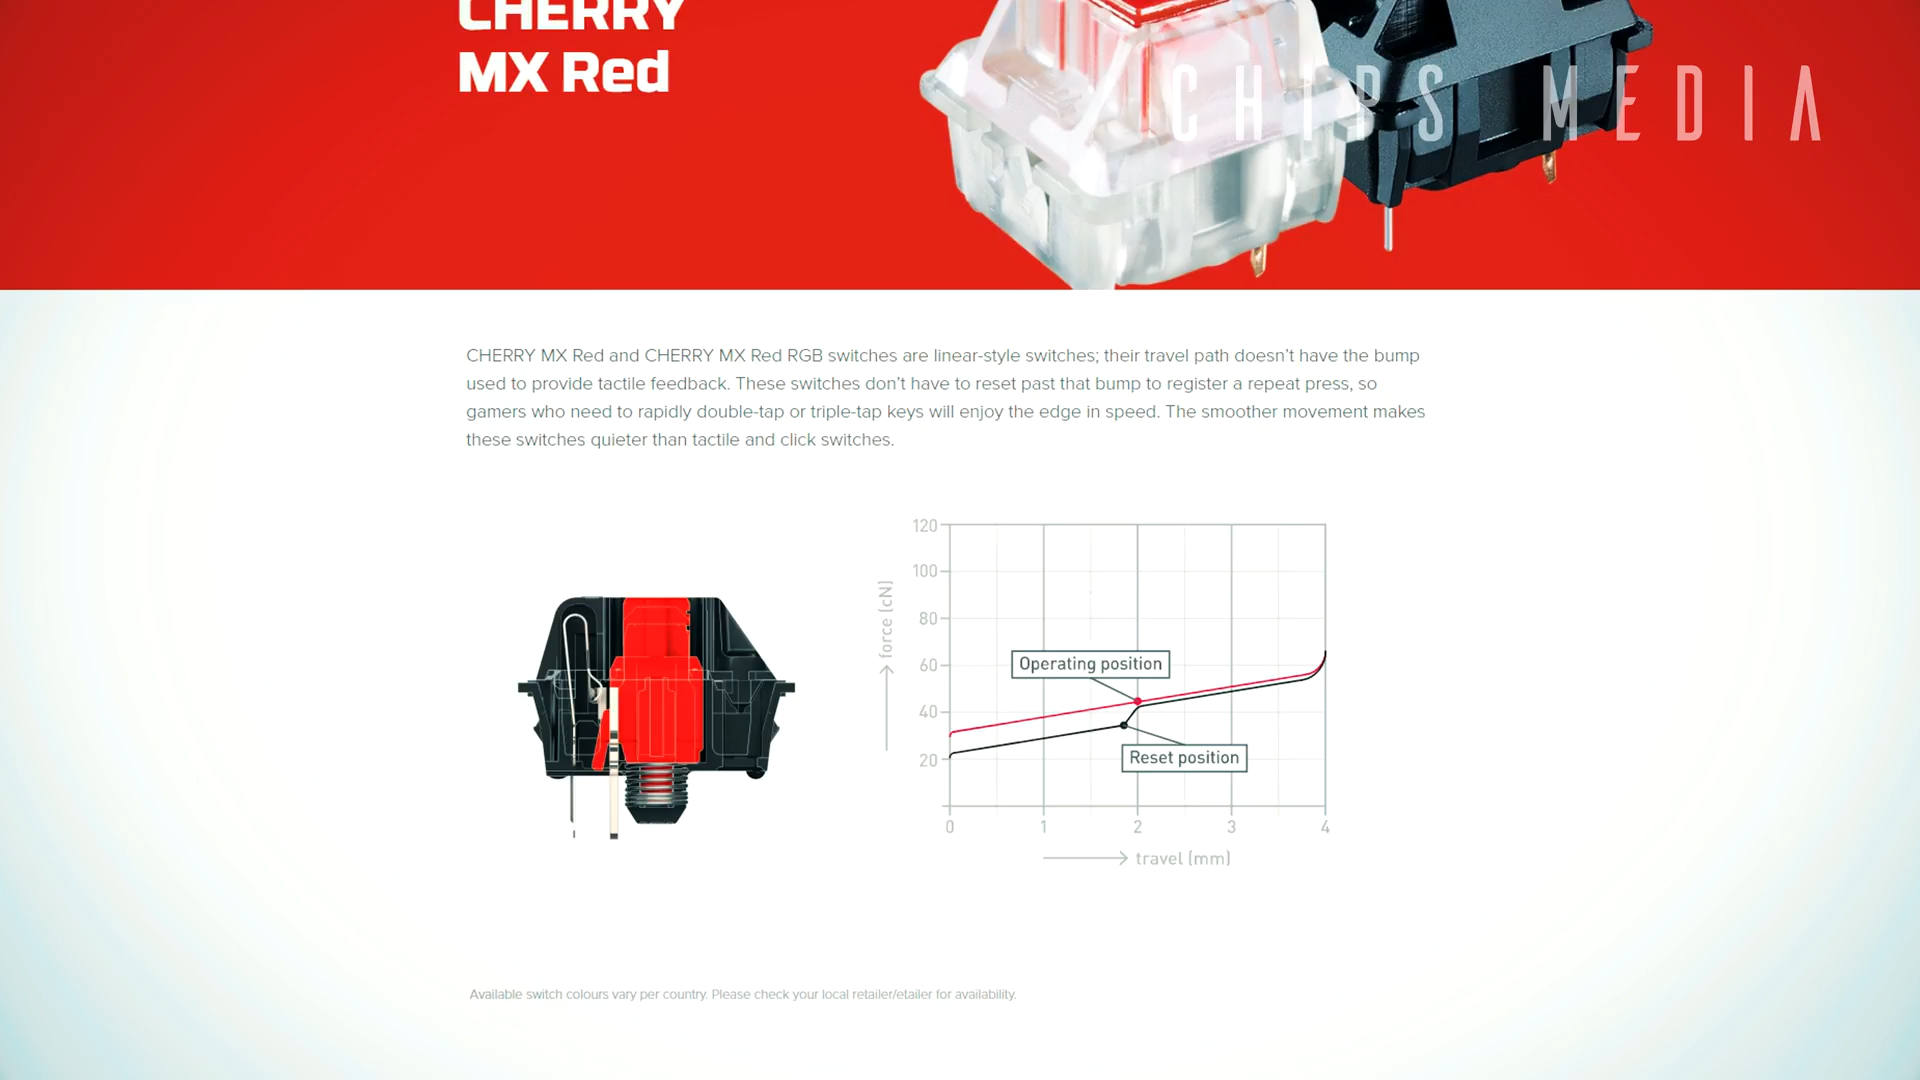 CHERRY
MX Red
CHIPS MEDIA
CHERRY MX Red and CHERRY MX Red RGB switches are linear-style switches; their travel path doesn't have the bump
used to provide tactile feedback. These switches don't have to reset past that bump to register a repeat press, so
gamers who need to rapidly double-tap or triple-tap keys will enjoy the edge in speed. The smoother movement makes
these switches quieter than tactile and click switches.
120
100
80
60
40
20
force (cN)
Operating position
Reset position
0 1 2 3 4
travel (mm)
Available switch colours vary per country. Please check your local retailer/etailer for availability.